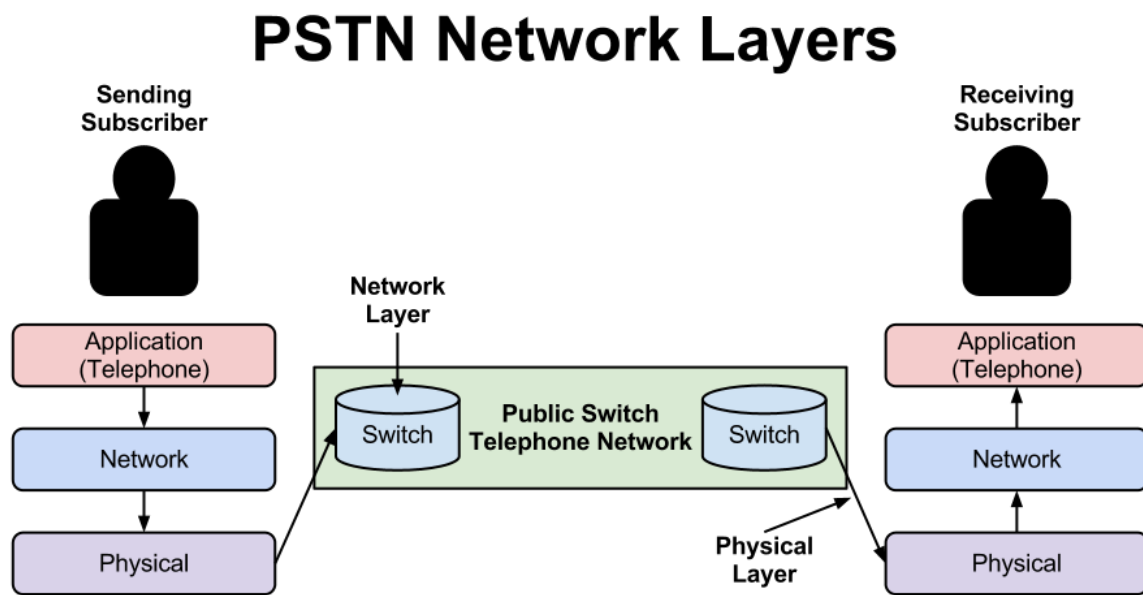 PSTN Network Layers
Sending
Subscriber
Receiving
Subscriber
Application
(Telephone)
Network
Physical
Network
Layer
Switch
Public Switch
Telephone Network
Switch
Physical
Layer
Application
(Telephone)
Network
Physical